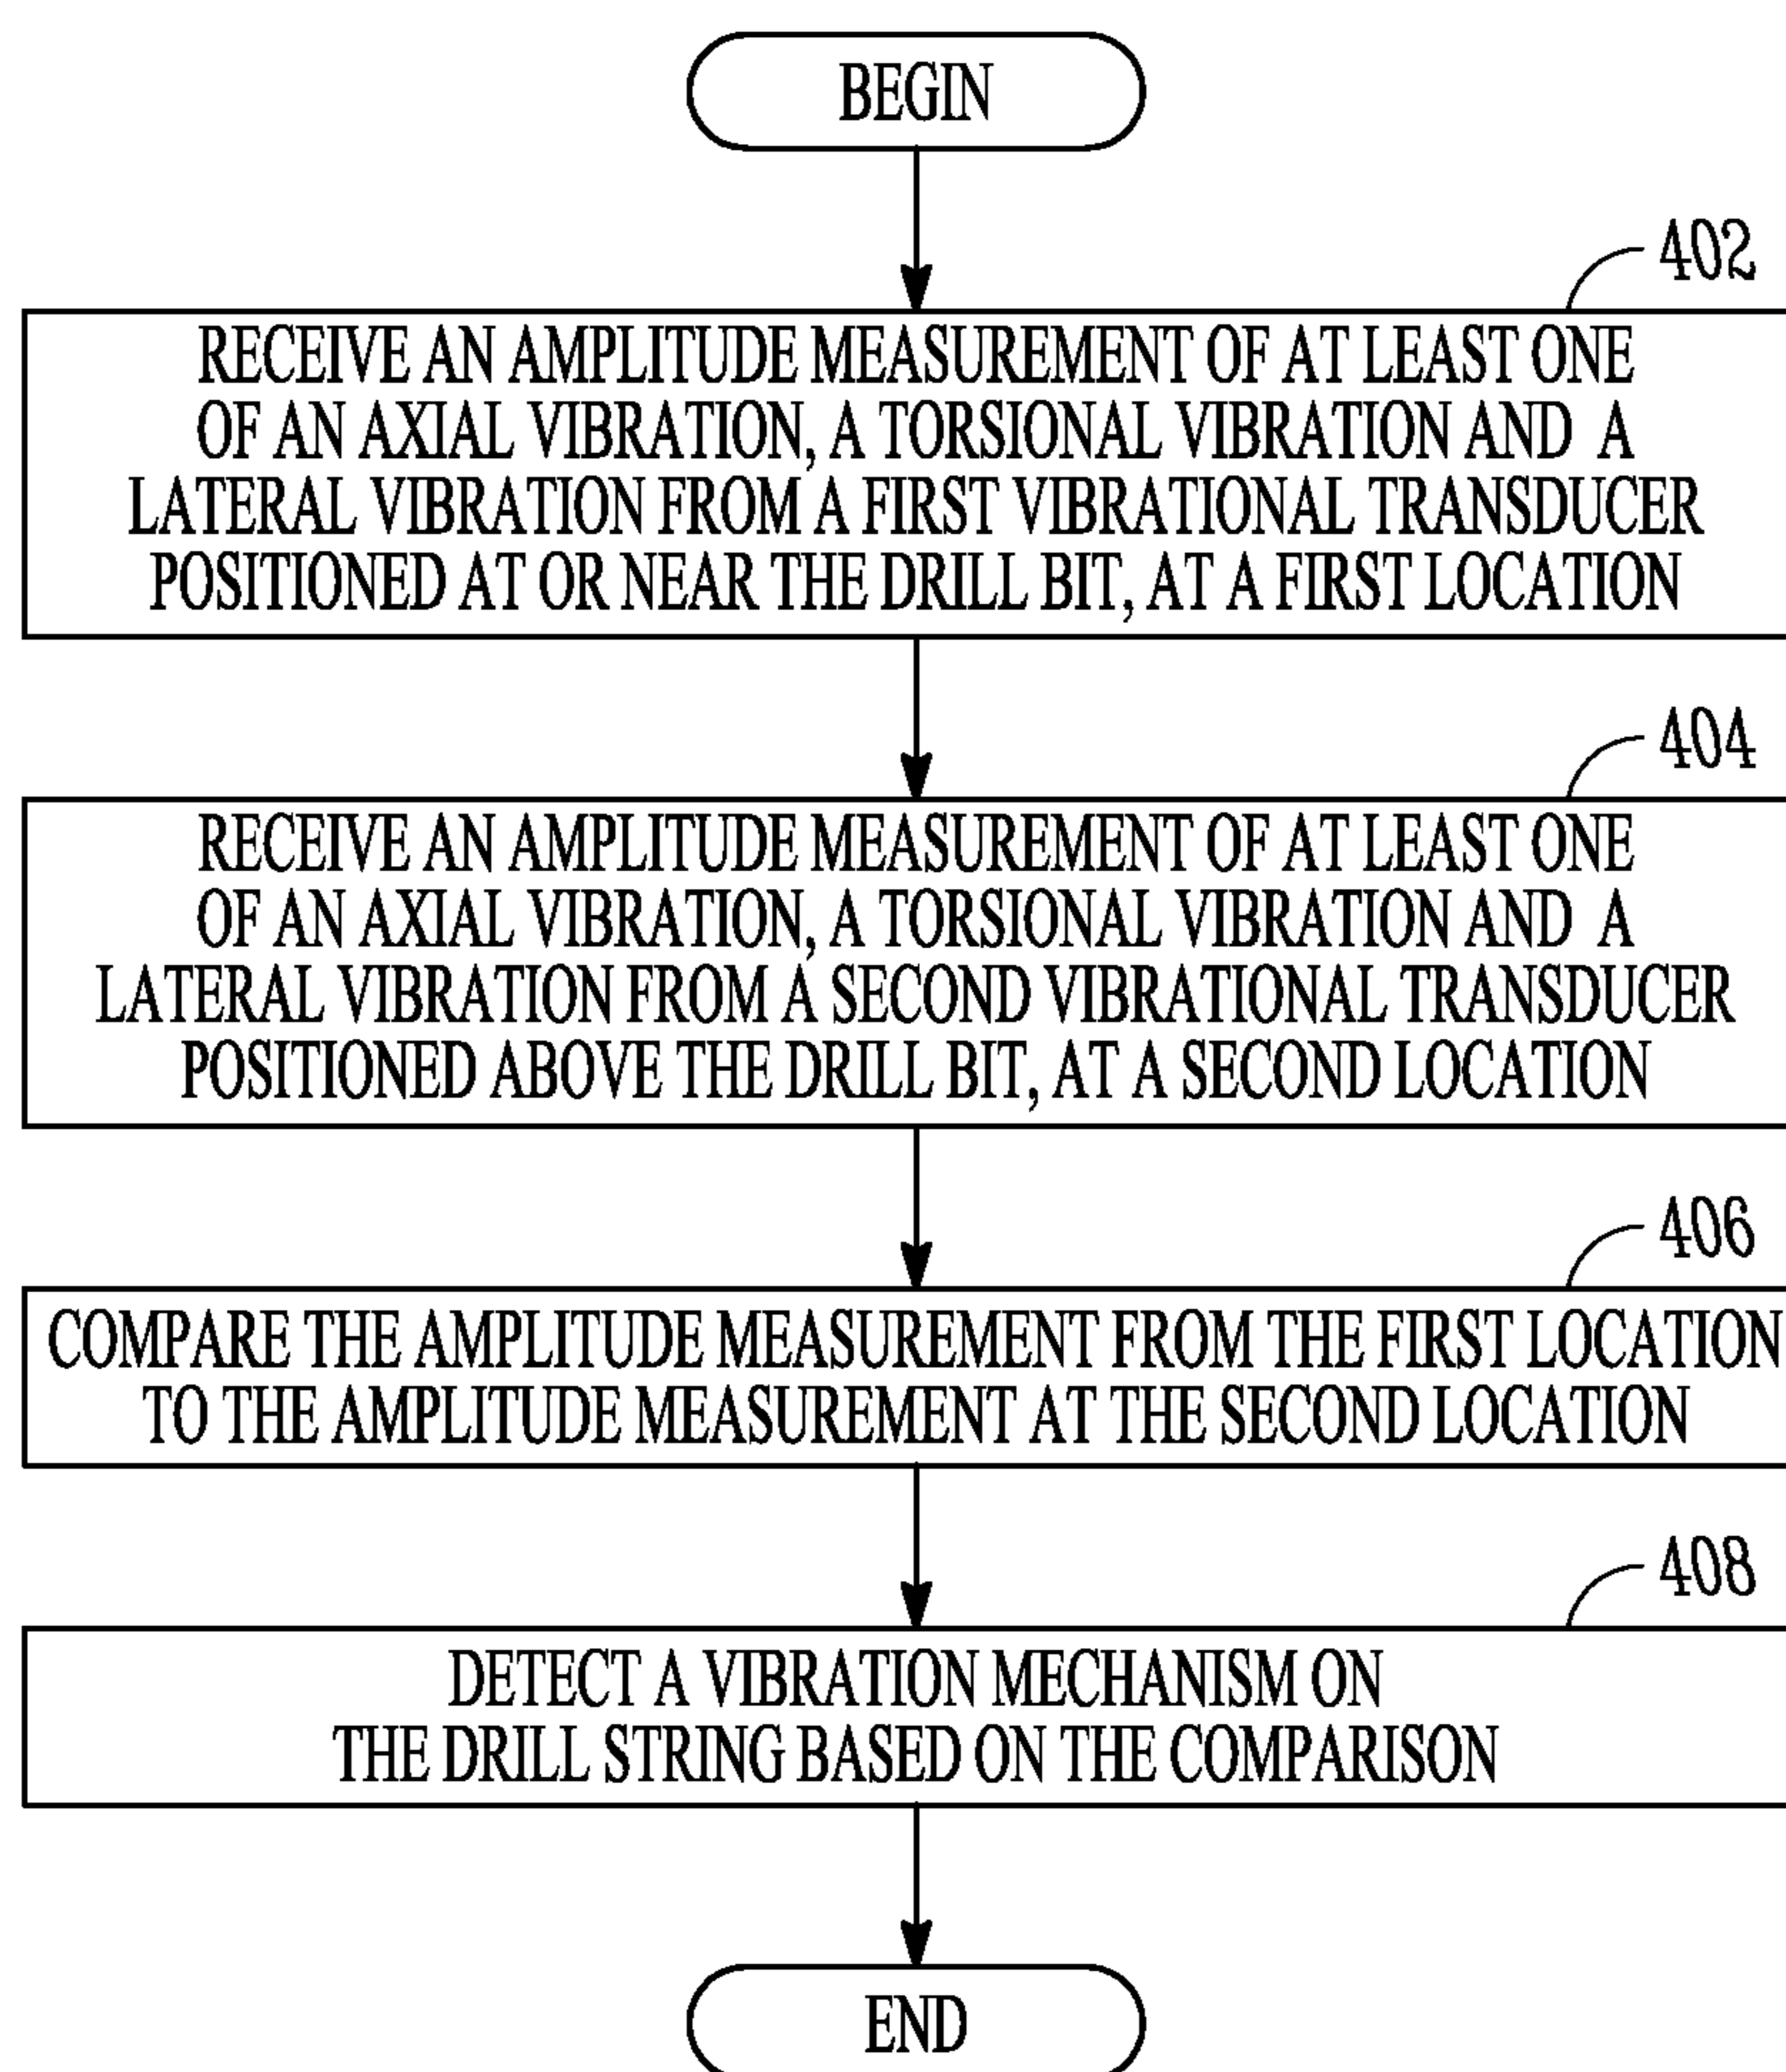 BEGIN
402
RECEIVE AN AMPLITUDE MEASUREMENT OF AT LEAST ONE
OF AN AXIAL VIBRATION, A TORSIONAL VIBRATION AND A
LATERAL VIBRATION FROM A FIRST VIBRATIONAL TRANSDUCER
POSITIONED AT OR NEAR THE DRILL BIT, AT A FIRST LOCATION
404
RECEIVE AN AMPLITUDE MEASUREMENT OF AT LEAST ONE
OF AN AXIAL VIBRATION, A TORSIONAL VIBRATION AND A
LATERAL VIBRATION FROM A SECOND VIBRATIONAL TRANSDUCER
POSITIONED ABOVE THE DRILL BIT, AT A SECOND LOCATION
406
COMPARE THE AMPLITUDE MEASUREMENT FROM THE FIRST LOCATION
TO THE AMPLITUDE MEASUREMENT AT THE SECOND LOCATION
408
DETECT A VIBRATION MECHANISM ON
THE DRILL STRING BASED ON THE COMPARISON
END